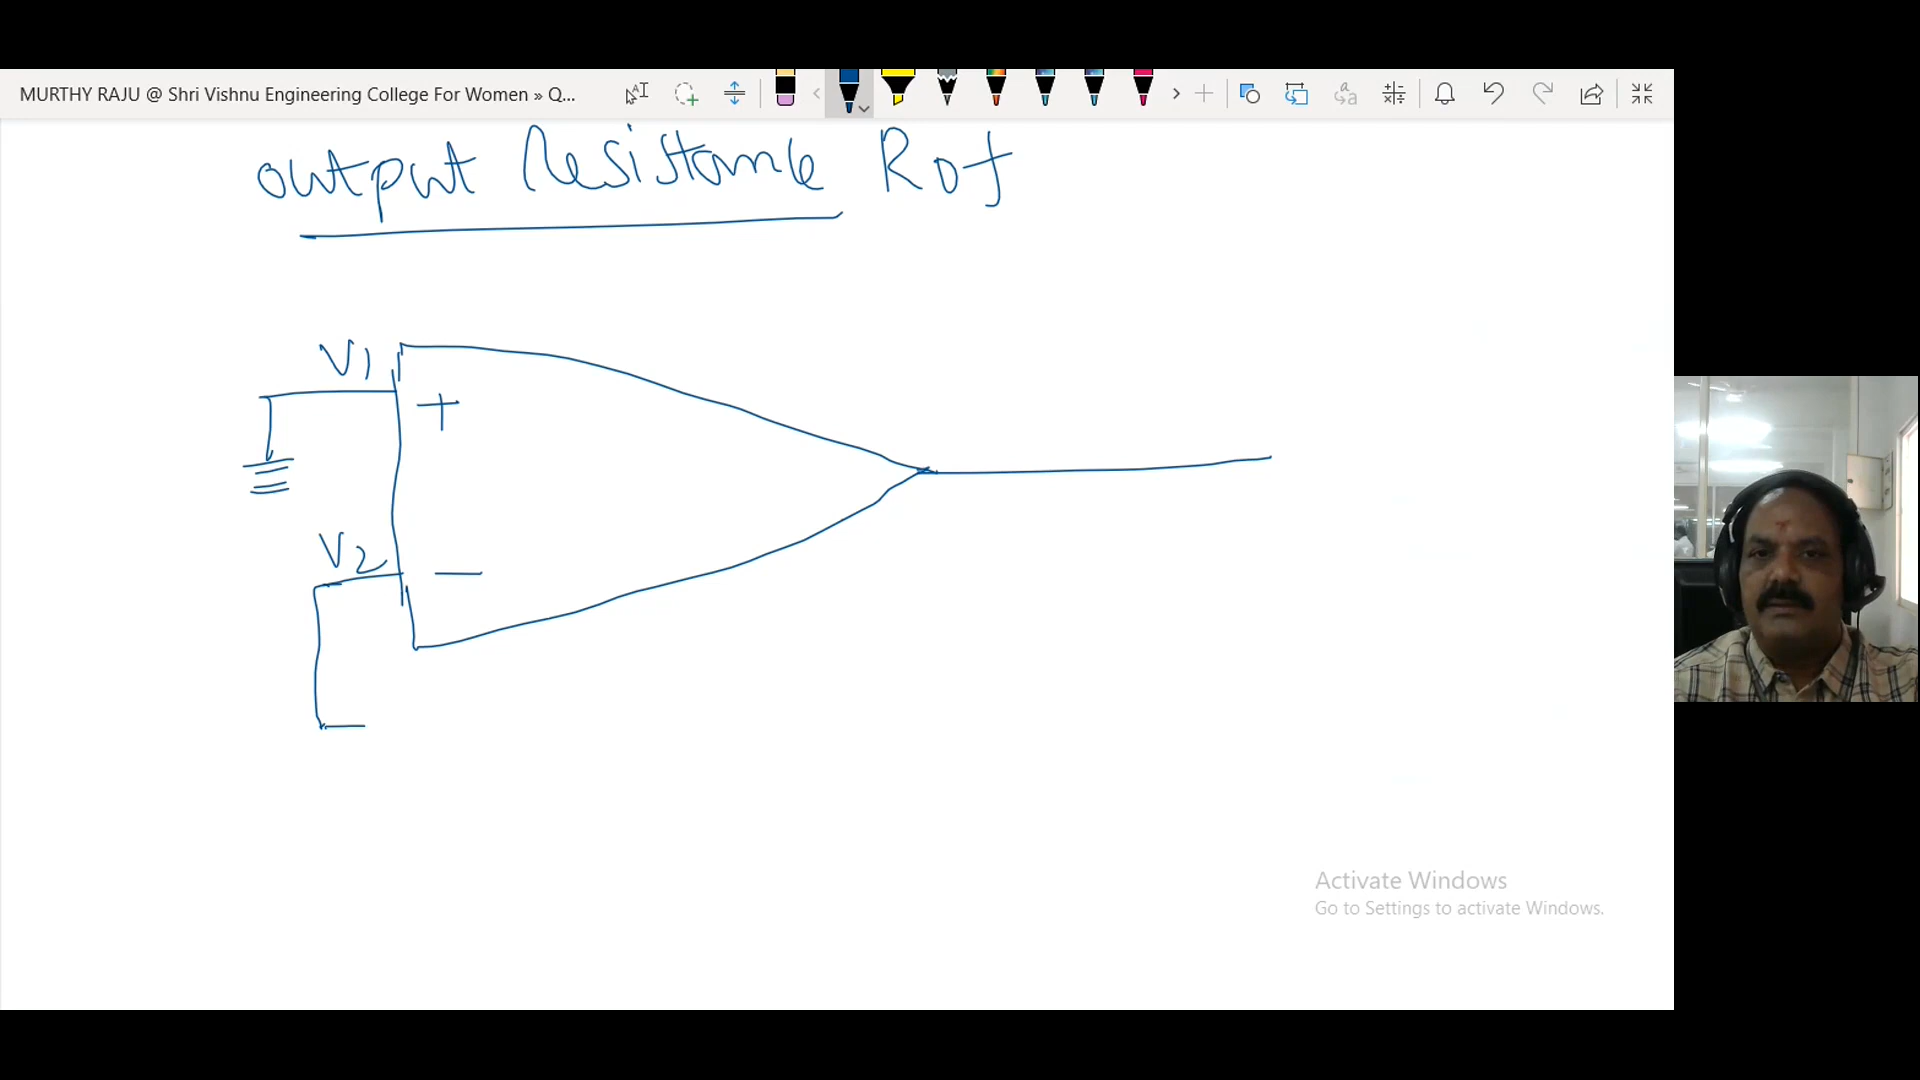 MURTHY RAJU @ Shri Vishnu Engineering College For Women » Q...
output Resistance Rof
V1
+
V2
−
Activate Windows
Go to Settings to activate Windows.